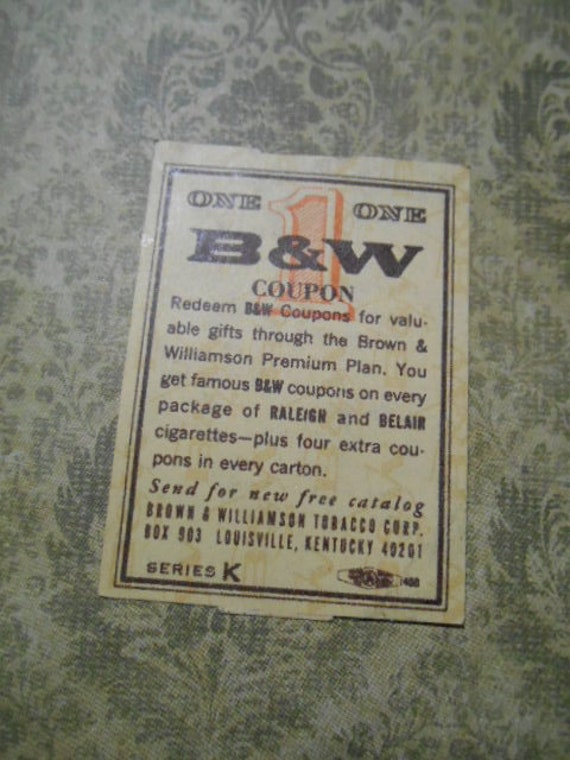 ONE 1 ONE
B&W
COUPON
Redeem B&W Coupons for valu-
able gifts through the Brown &
Williamson Premium Plan. You
get famous B&W coupons on every
package of RALEIGH and BELAIR
cigarettes—plus four extra cou-
pons in every carton.
Send for new free catalog
BROWN & WILLIAMSON TOBACCO CORP.
BOX 903 LOUISVILLE, KENTUCKY 40201
SERIES K